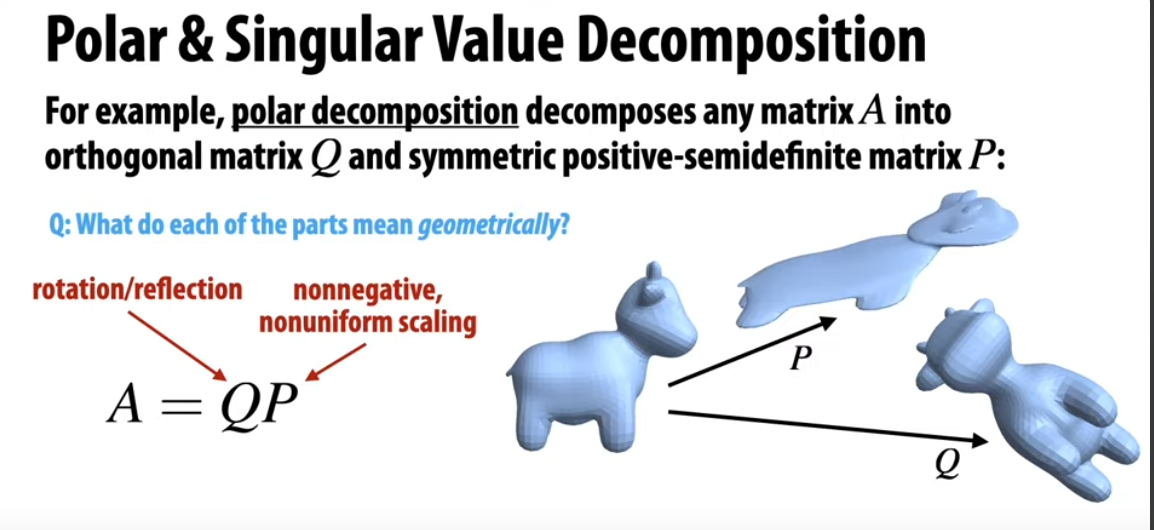 Polar & Singular Value Decomposition
For example, polar decomposition decomposes any matrix A into
orthogonal matrix Q and symmetric positive-semidefinite matrix P:
Q: What do each of the parts mean geometrically?
rotation/reflection
nonnegative,
nonuniform scaling
A = QP
P
Q